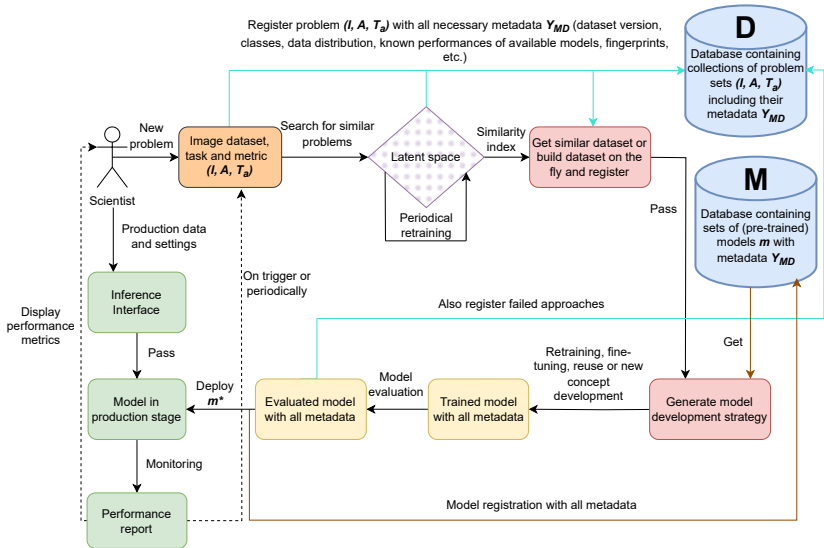 Register problem (I, A, Ta) with all necessary metadata YMD (dataset version,
classes, data distribution, known performances of available models, fingerprints,
etc.)
D
Database containing
collections of problem
sets (I, A, Ta)
including their
metadata YMD
New
problem
Image dataset,
task and metric
(I, A, Ta)
Search for similar
problems
Latent space
Similarity
index
Get similar dataset or
build dataset on the
fly and register
Periodical
retraining
Scientist
Pass
M
Database containing
sets of (pre-trained)
models m with
metadata YMD
Production data
and settings
On trigger or
periodically
Inference
Interface
Display
performance
metrics
Also register failed approaches
Get
Pass
Retraining, fine-
tuning, reuse or new
concept
development
Model
evaluation
Deploy
m*
Model in
production stage
Evaluated model
with all metadata
Trained model
with all metadata
Generate model
development strategy
Monitoring
Model registration with all metadata
Performance
report